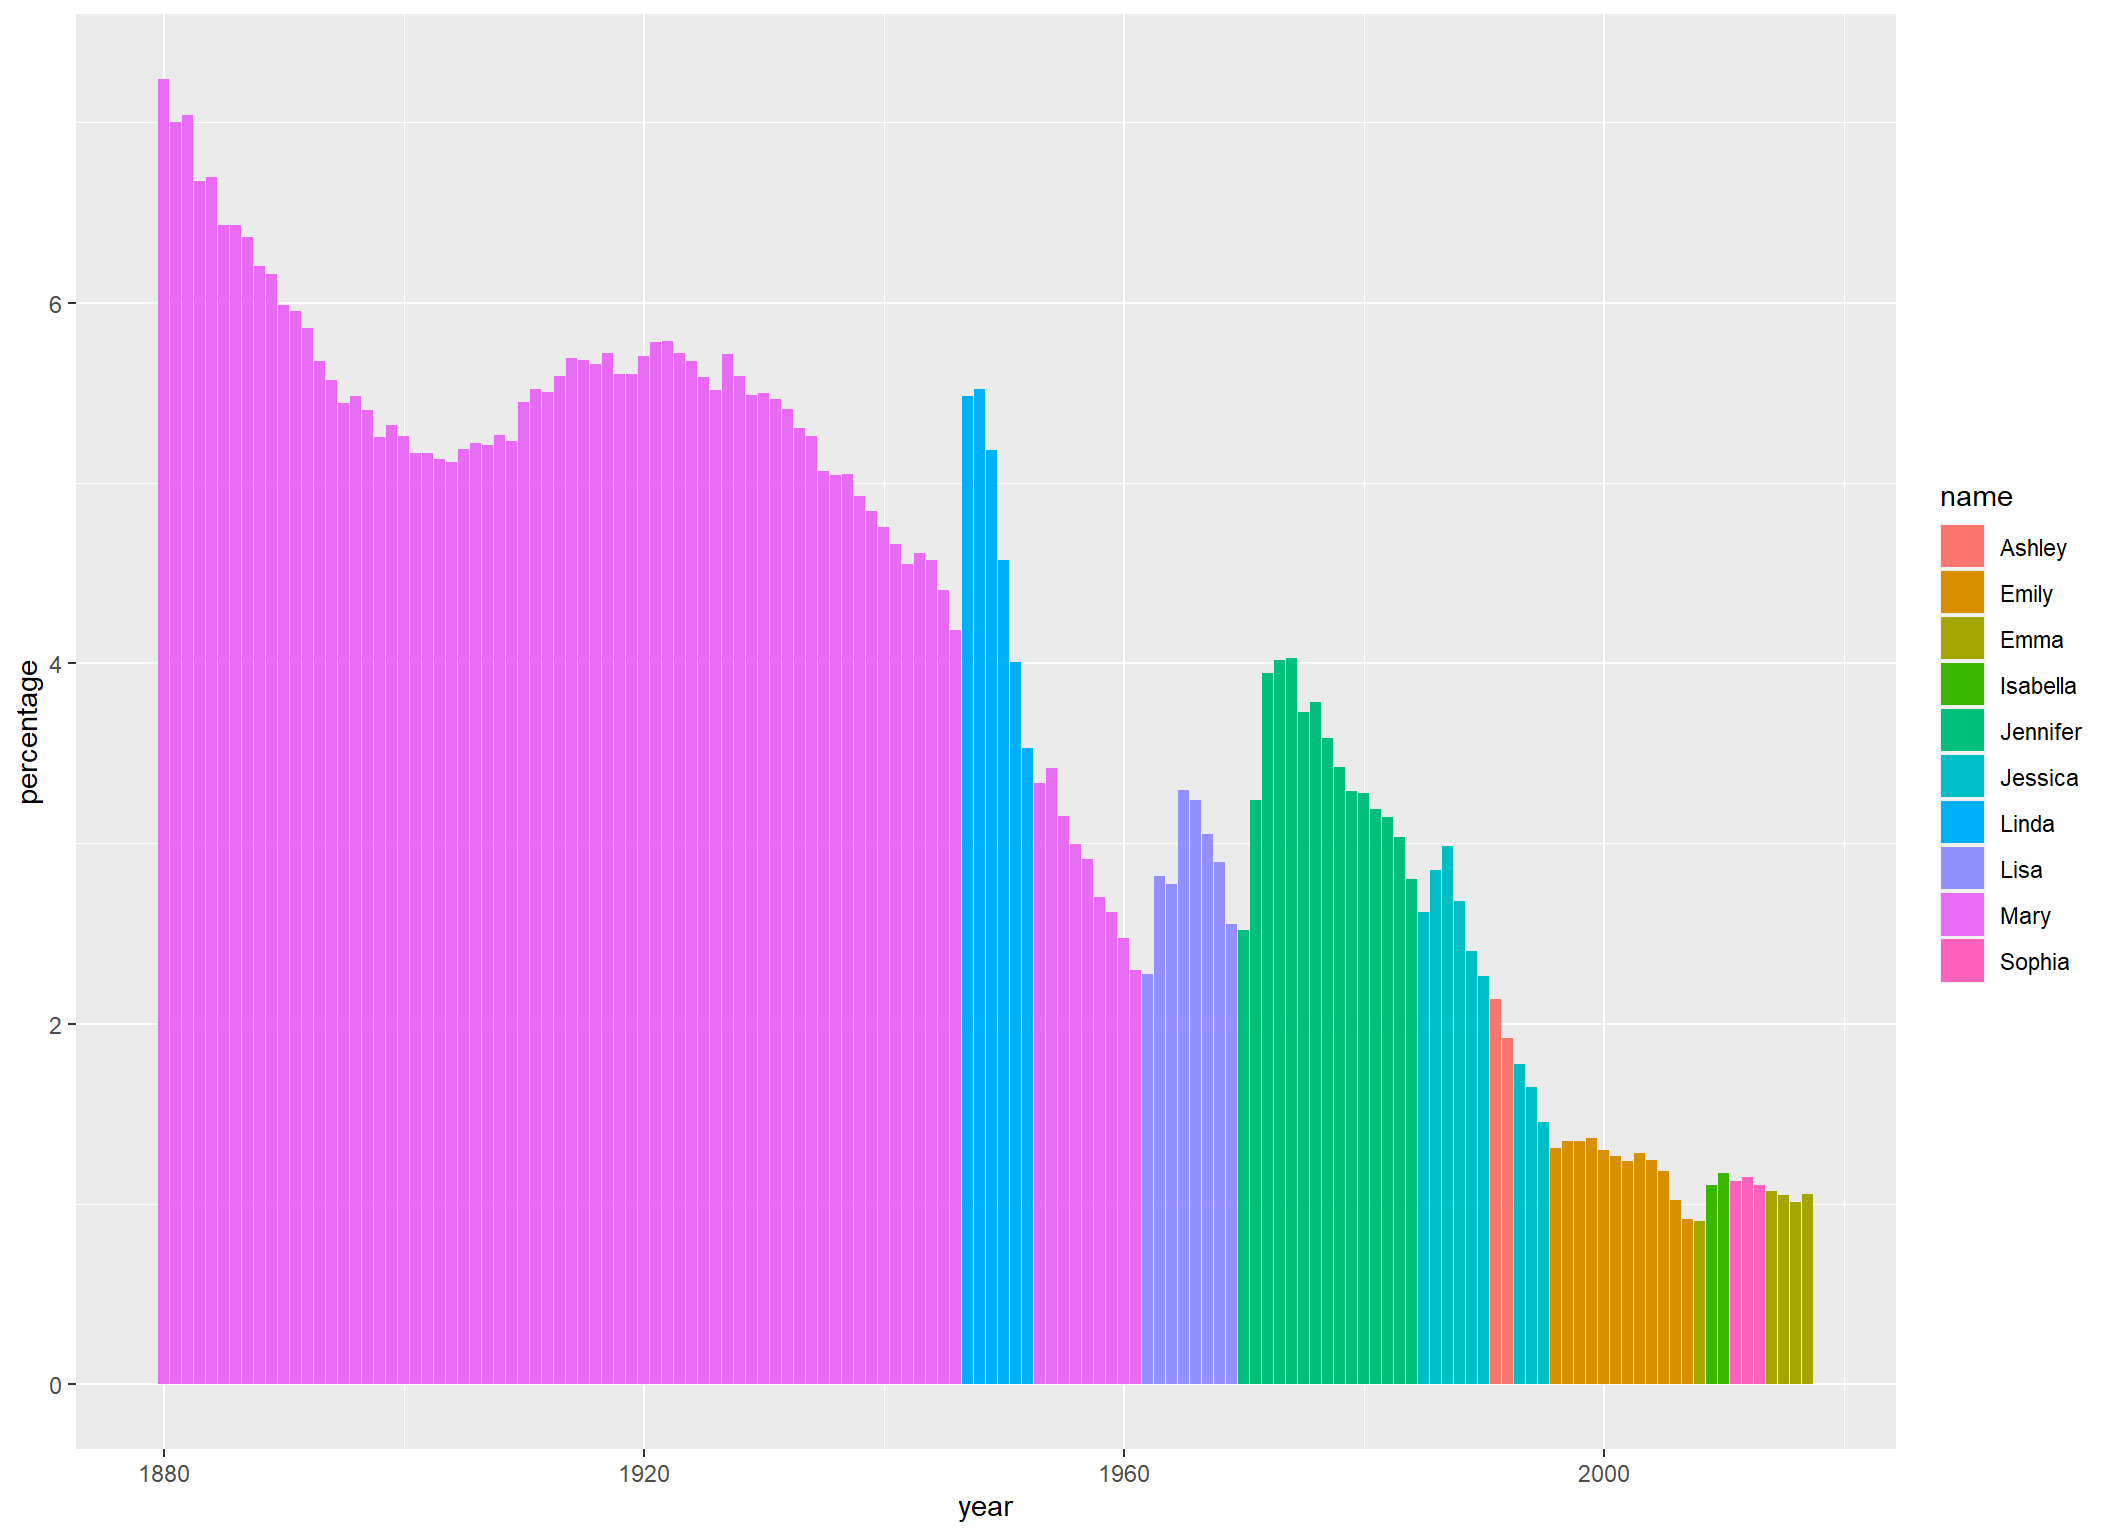 6
4
2
0
percentage
1880 1920 1960 2000
year
name
Ashley
Emily
Emma
Isabella
Jennifer
Jessica
Linda
Lisa
Mary
Sophia